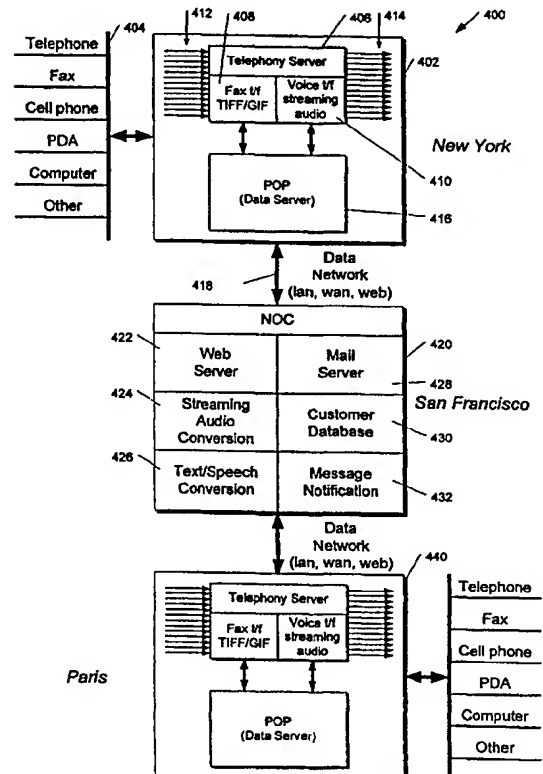 412
408
406
414
400
404
Telephone
Fax
Cell phone
PDA
Computer
Other
Telephony Server
Fax t/f
TIFF/GIF
Voice t/f
streaming
audio
402
New York
410
POP
(Data Server)
416
418
Data
Network
(lan, wan, web)
NOC
422
Web
Server
Mail
Server
420
428
San Francisco
424
Streaming
Audio
Conversion
Customer
Database
430
426
Text/Speech
Conversion
Message
Notification
432
Data
Network
(lan, wan, web)
440
Telephony Server
Fax t/f
TIFF/GIF
Voice t/f
streaming
audio
Paris
POP
(Data Server)
Telephone
Fax
Cell phone
PDA
Computer
Other